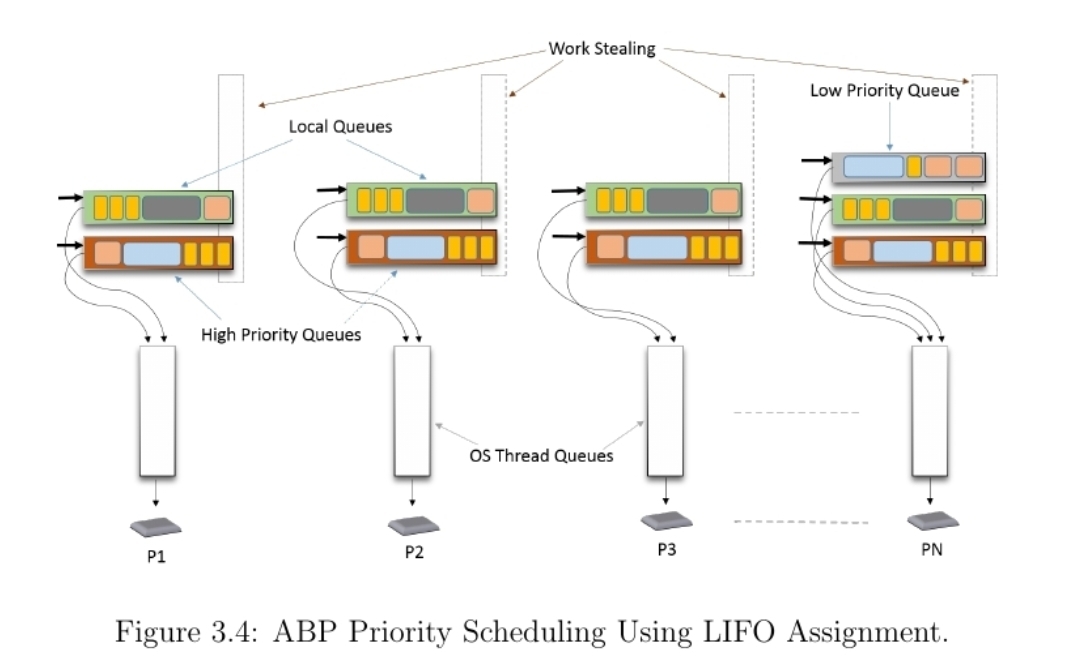 Work Stealing
Low Priority Queue
Local Queues
High Priority Queues
OS Thread Queues
P1
P2
P3
PN
Figure 3.4: ABP Priority Scheduling Using LIFO Assignment.